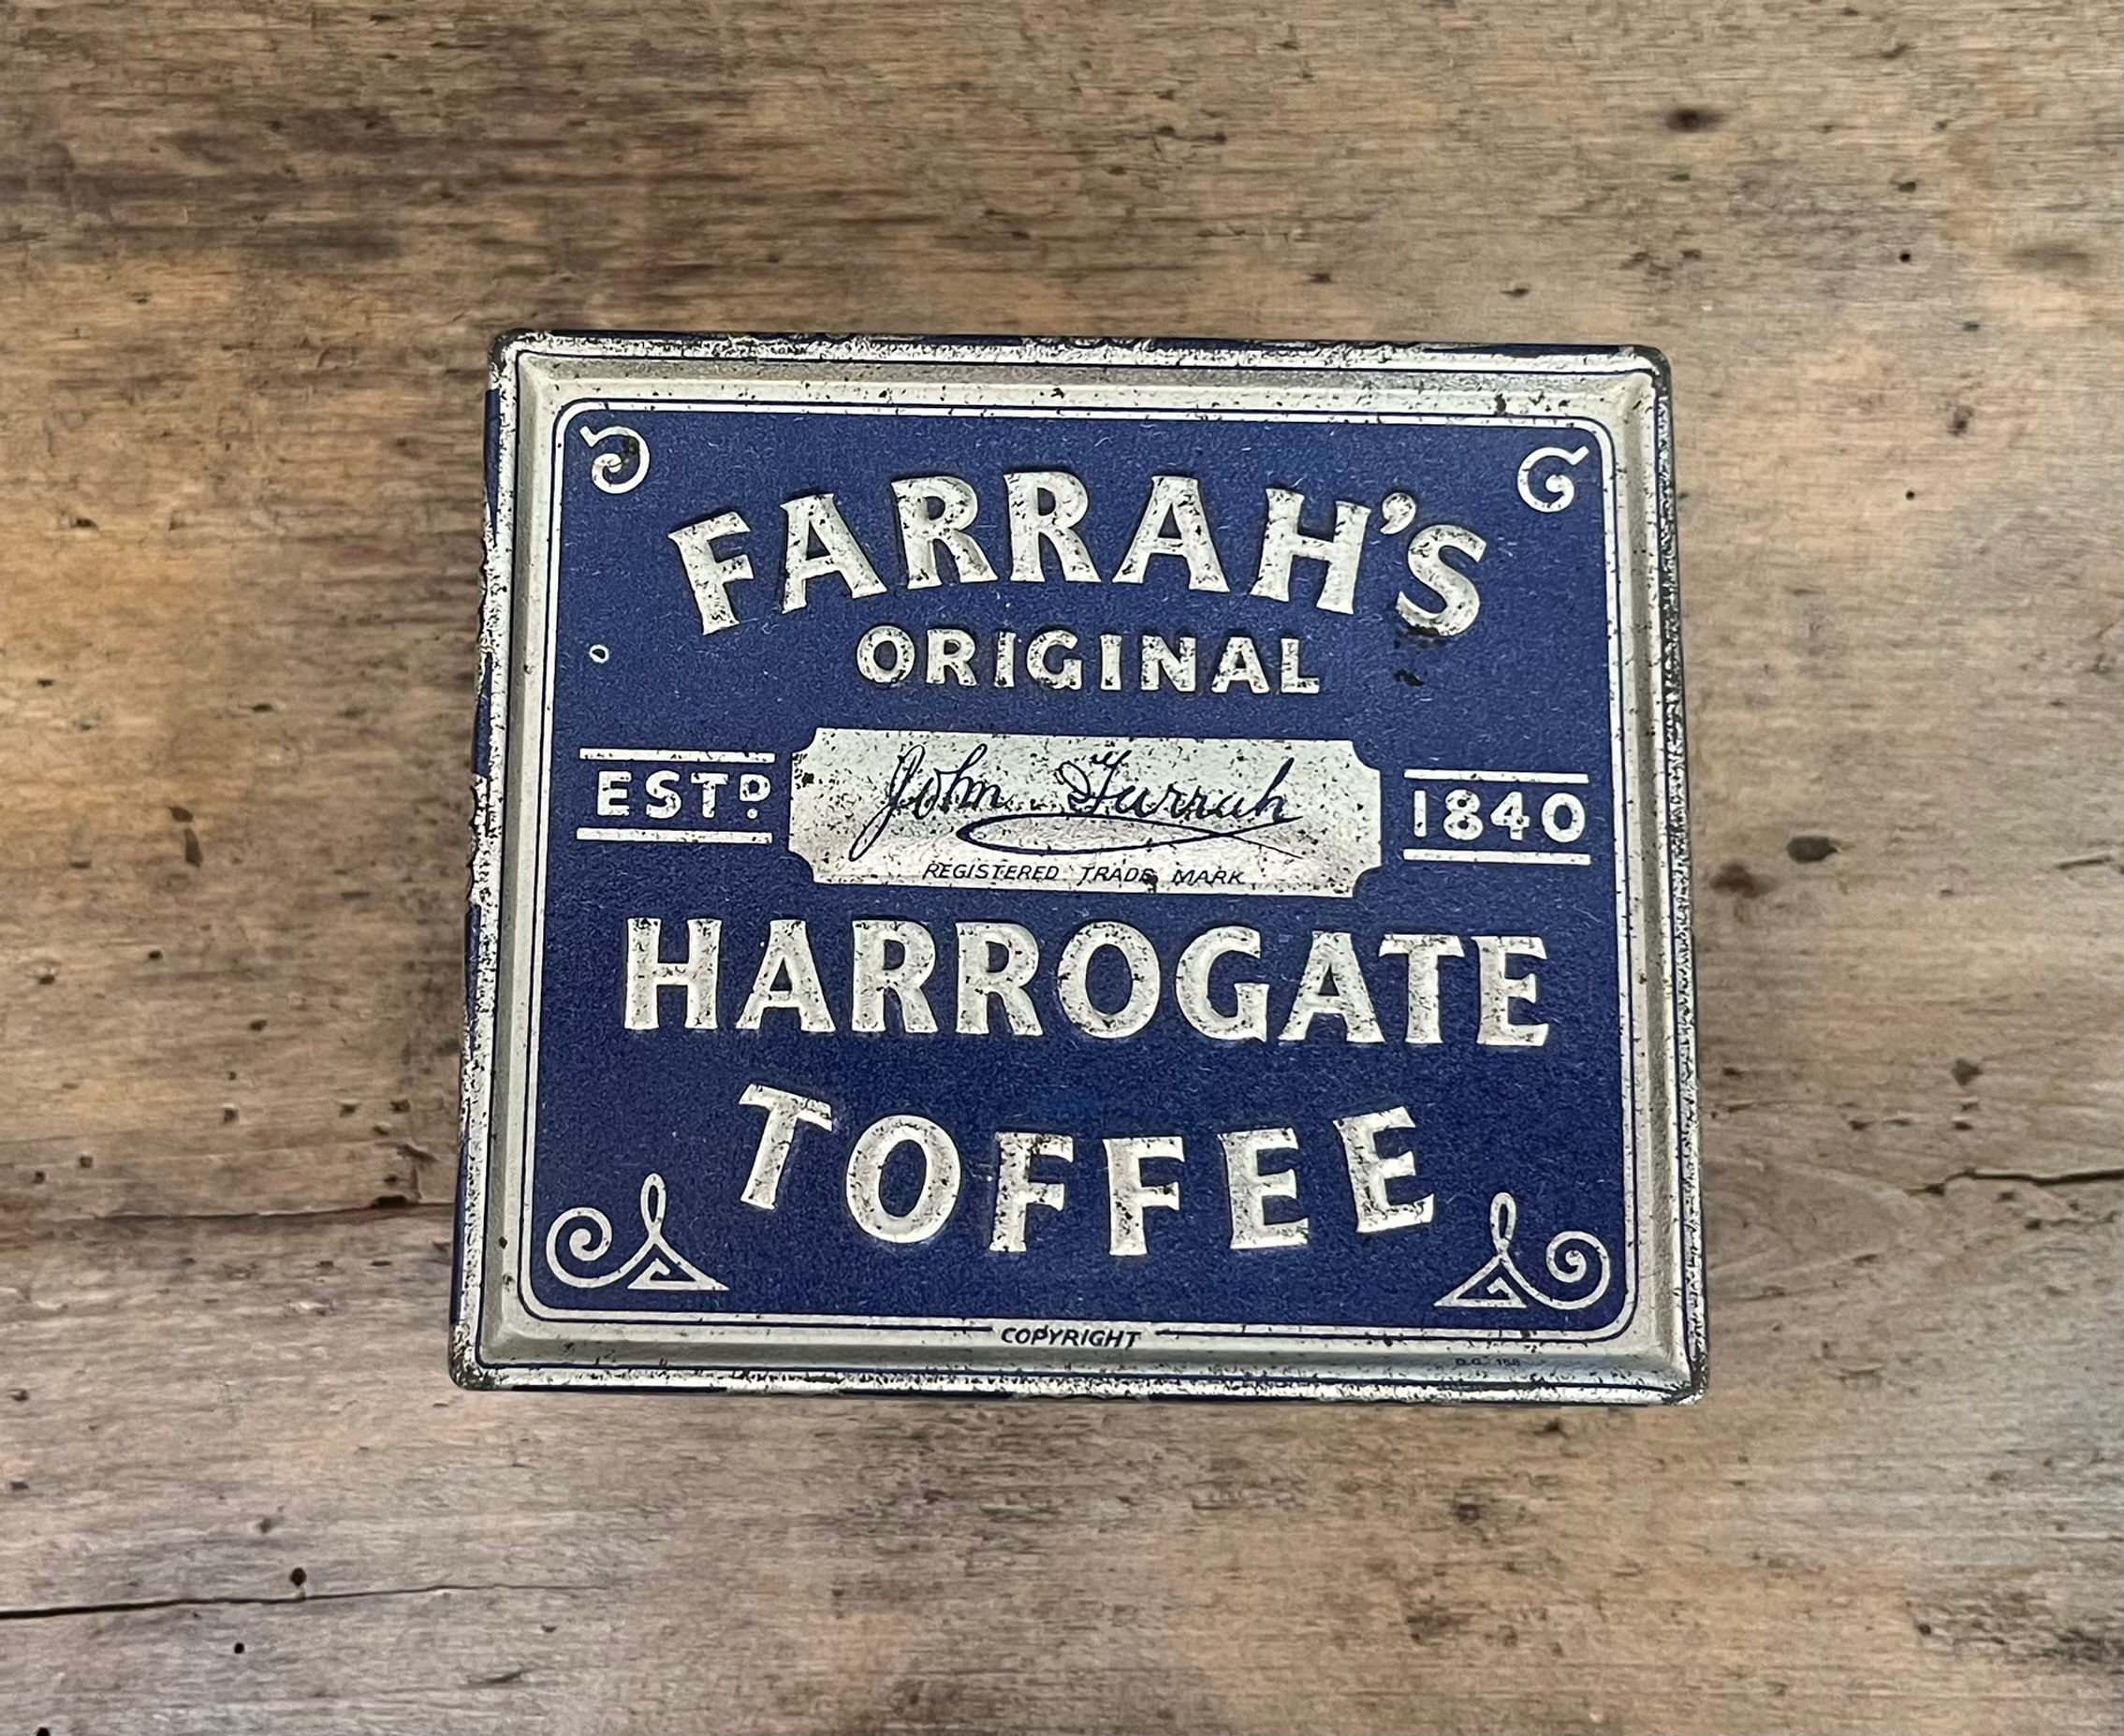 FARRAH'S
ORIGINAL
ESTD John Farrah 1840
REGISTERED TRADE MARK
HARROGATE
TOFFEE
COPYRIGHT